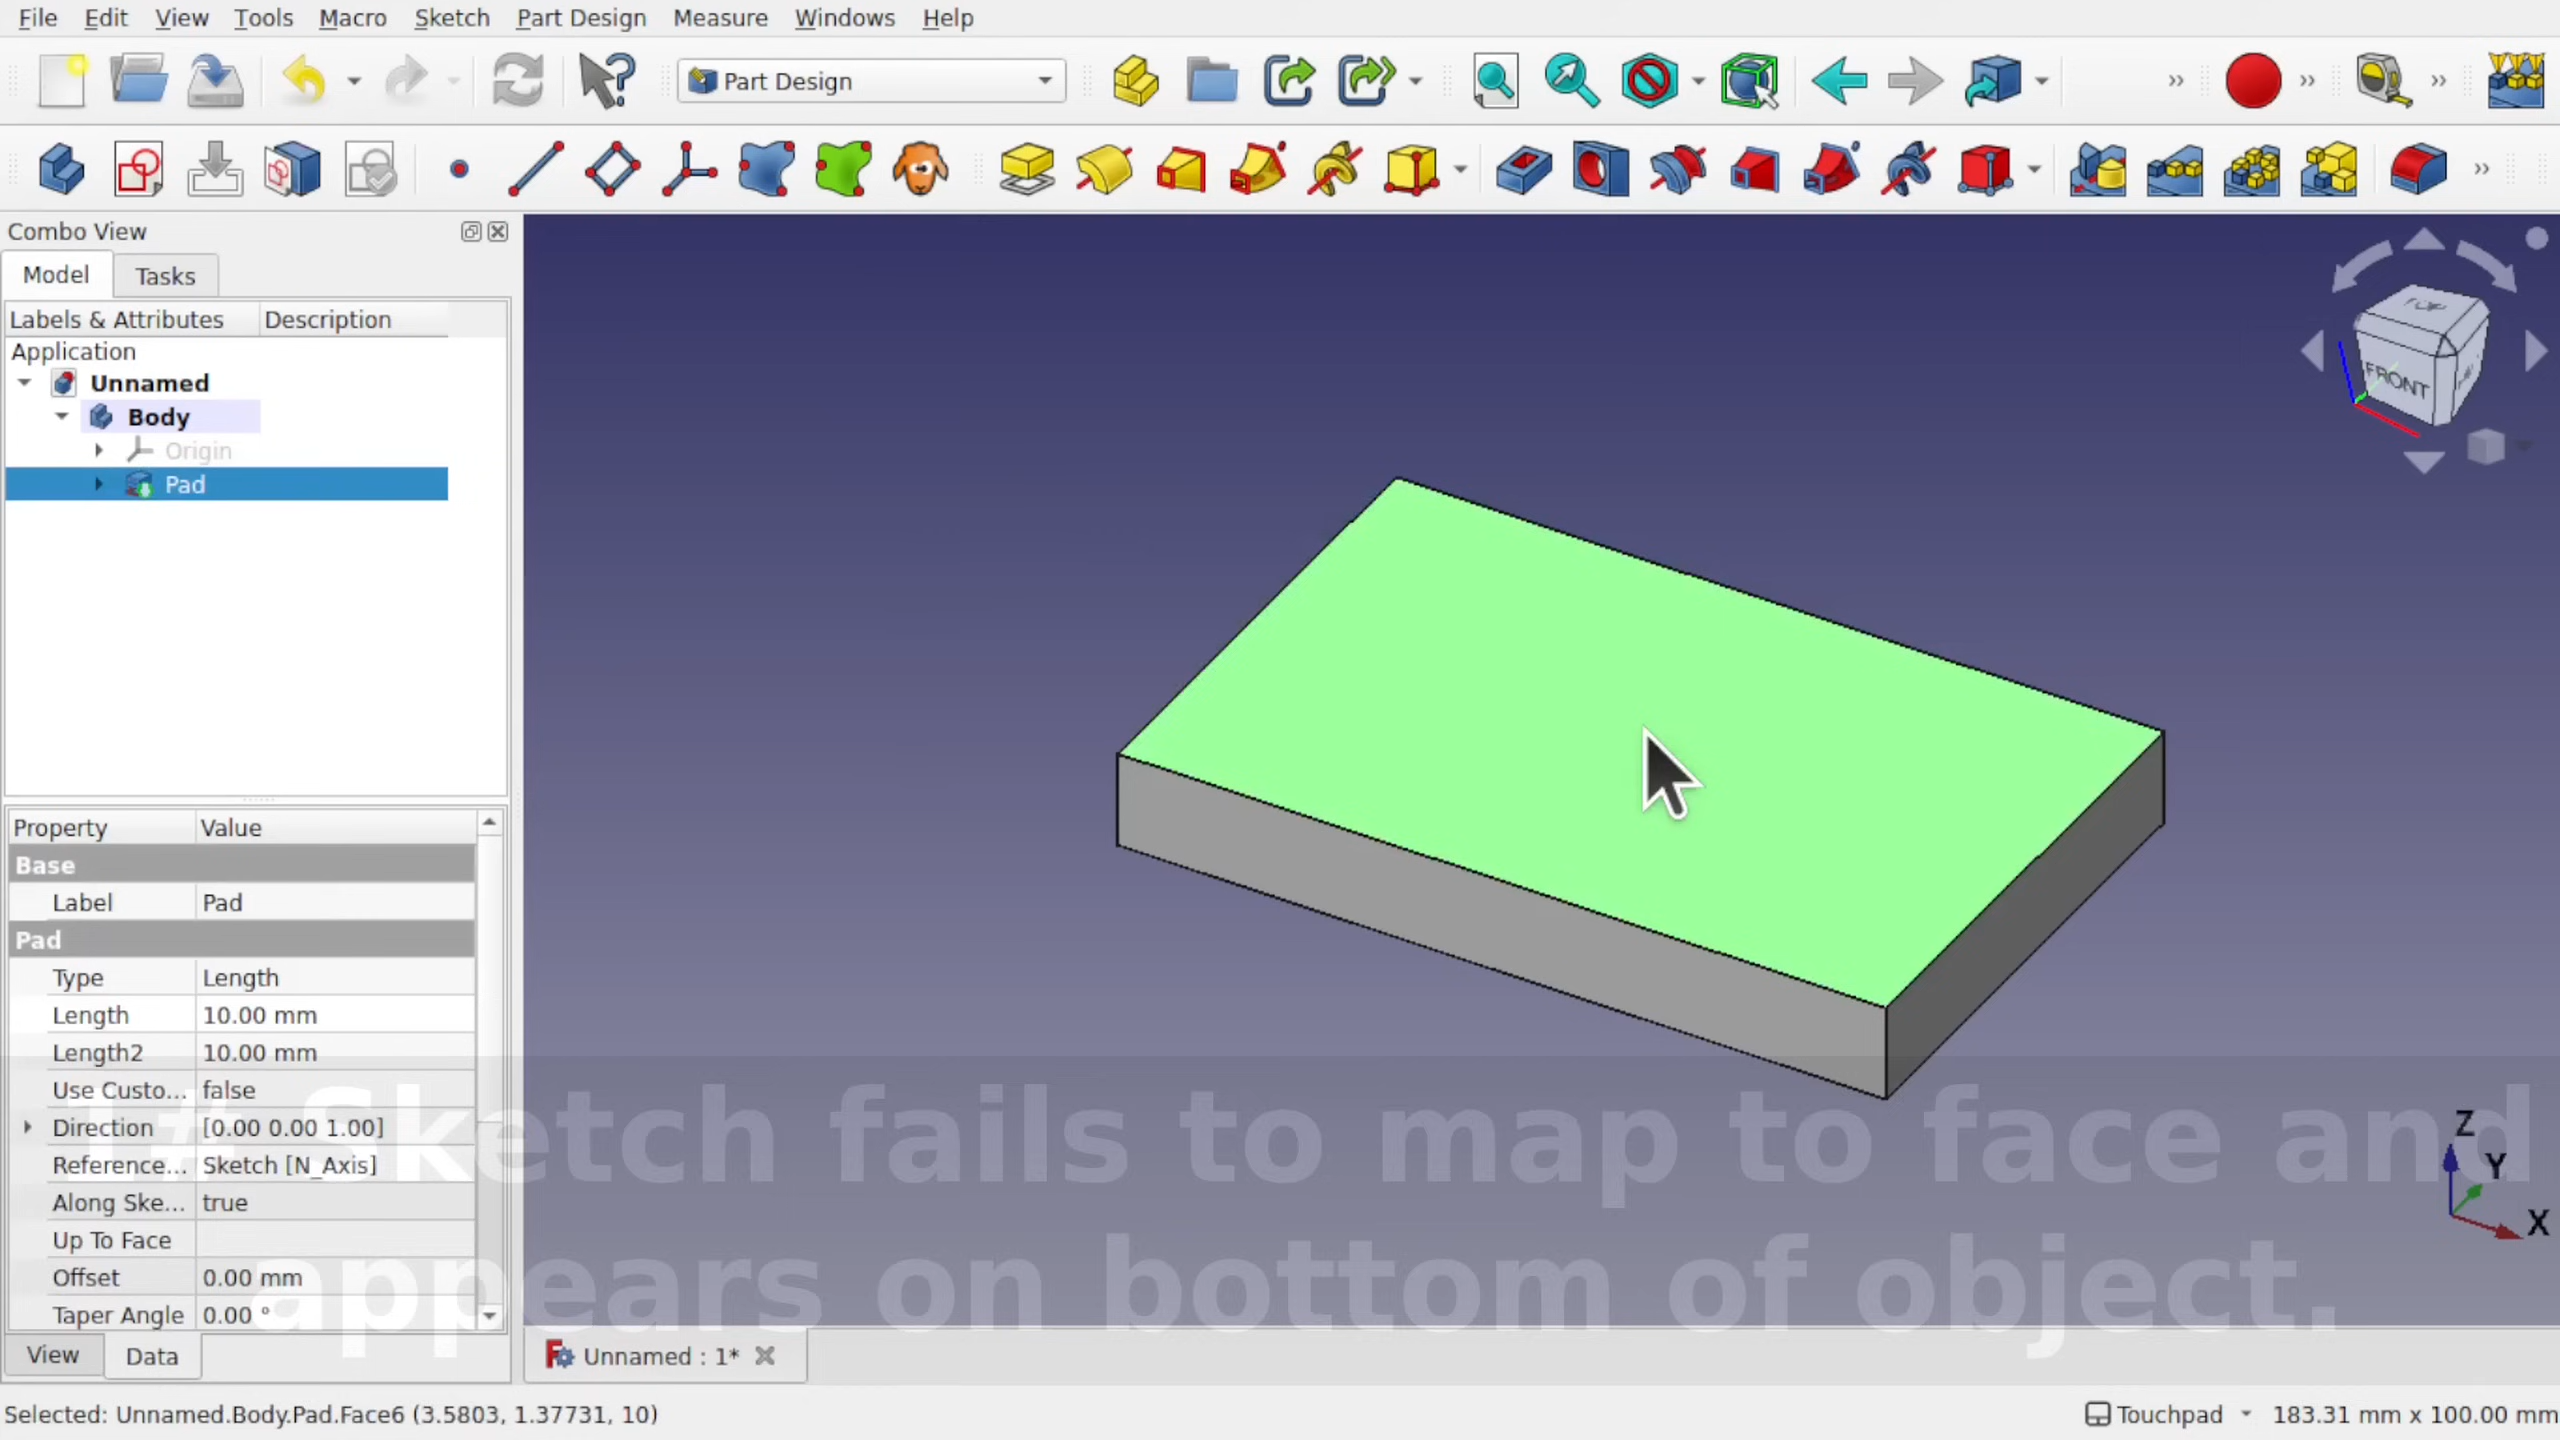 File Edit View Tools Macro Sketch Part Design Measure Windows Help
Part Design
Combo View
Model Tasks
Labels & Attributes Description
Application
Unnamed
Body
Origin
Pad
TOP
FRONT
Property Value
Base
Label Pad
Pad
Type Length
Length 10.00 mm
Length2 10.00 mm
Use Custo... false
Direction [0.00 0.00 1.00]
Reference... Sketch [N_Axis]
Along Ske... true
Up To Face
Offset 0.00 mm
Taper Angle 0.00 °
1# Sketch fails to map to face and
appears on bottom of object.
Z
Y
X
View Data
Unnamed : 1*
Selected: Unnamed.Body.Pad.Face6 (3.5803, 1.37731, 10)
Touchpad 183.31 mm x 100.00 mm